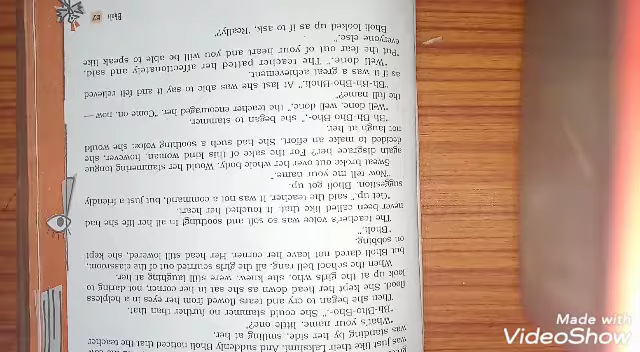 was just like their Lakshmi. And suddenly Bholi noticed that the teacher
was standing by her side, smiling at her.
"What's your name, little one?"
"Bh-Bho-Bho-." She could stammer no further than that.
Then she began to cry and tears flowed from her eyes in a helpless
flood. She kept her head down as she sat in her corner, not daring to
look up at the girls who, she knew, were still laughing at her.
When the school bell rang, all the girls scurried out of the classroom,
but Bholi dared not leave her corner. Her head still lowered, she kept
on sobbing.
"Bholi."
The teacher's voice was so soft and soothing! In all her life she had
never been called like that. It touched her heart.
"Get up," said the teacher. It was not a command, but just a friendly
suggestion. Bholi got up.
"Now tell me your name."
Sweat broke out over her whole body. Would her stammering tongue
again disgrace her? For the sake of this kind woman, however, she
decided to make an effort. She had such a soothing voice; she would
not laugh at her.
"Bh-Bh-Bho-Bho-," she began to stammer.
"Well done, well done," the teacher encouraged her. "Come on, now —
the full name?"
"Bh-Bh-Bho-Bholi." At last she was able to say it and felt relieved
as if it was a great achievement.
"Well done." The teacher patted her affectionately and said,
"Put the fear out of your heart and you will be able to speak like
everyone else."
Bholi looked up as if to ask, 'Really?'
Bholi
Made with
VideoShow